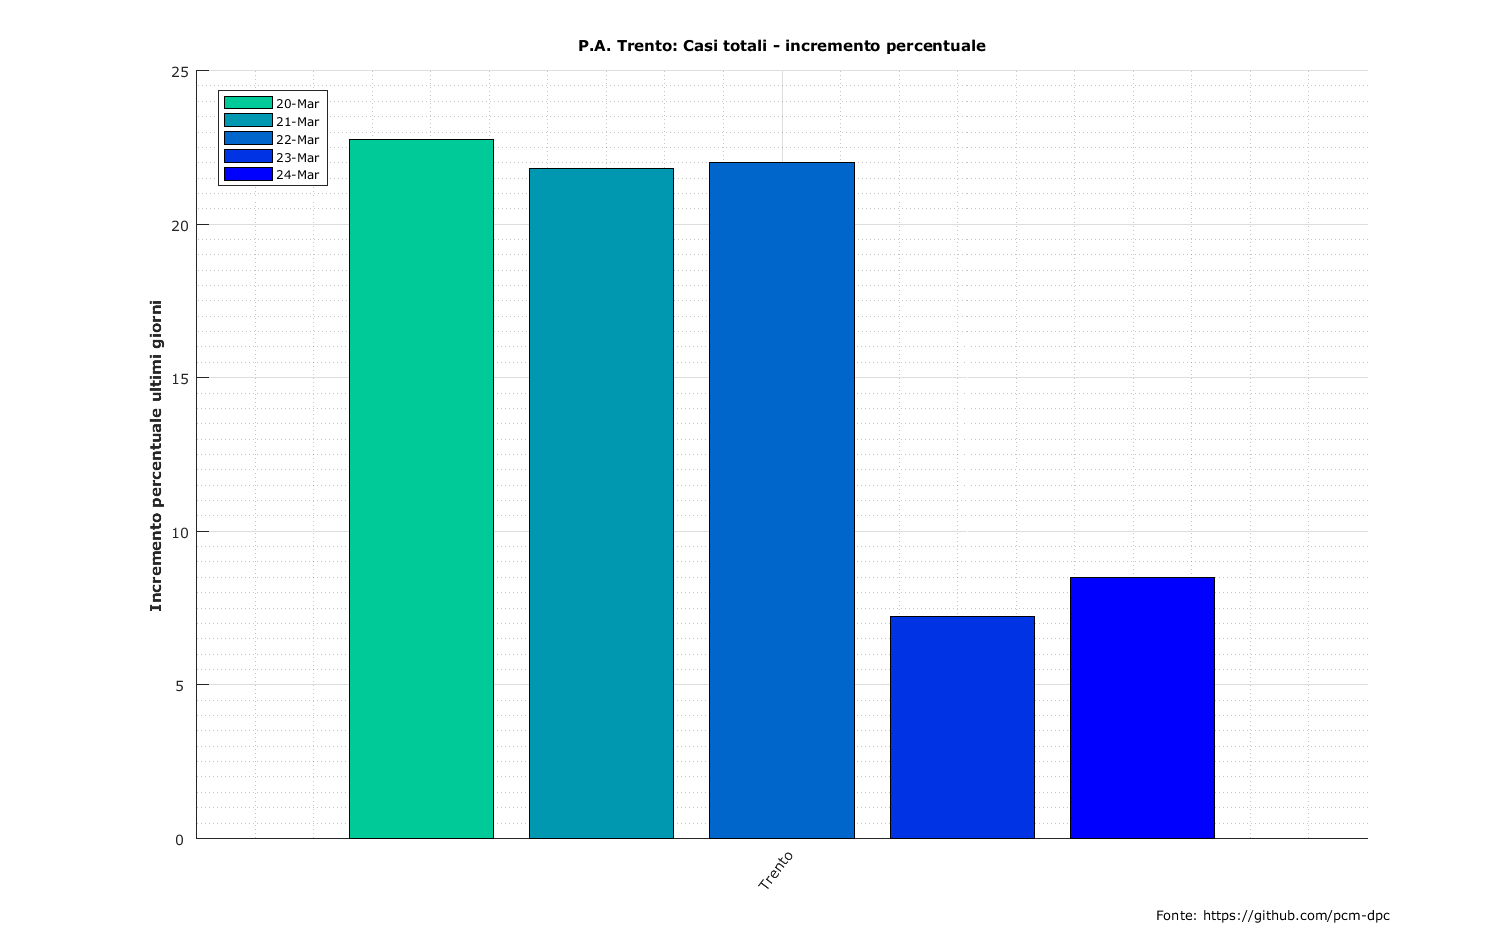 P.A. Trento: Casi totali - incremento percentuale
25
20-Mar
21-Mar
22-Mar
23-Mar
24-Mar
20
15
10
5
0
Incremento percentuale ultimi giorni
Trento
Fonte: https://github.com/pcm-dpc